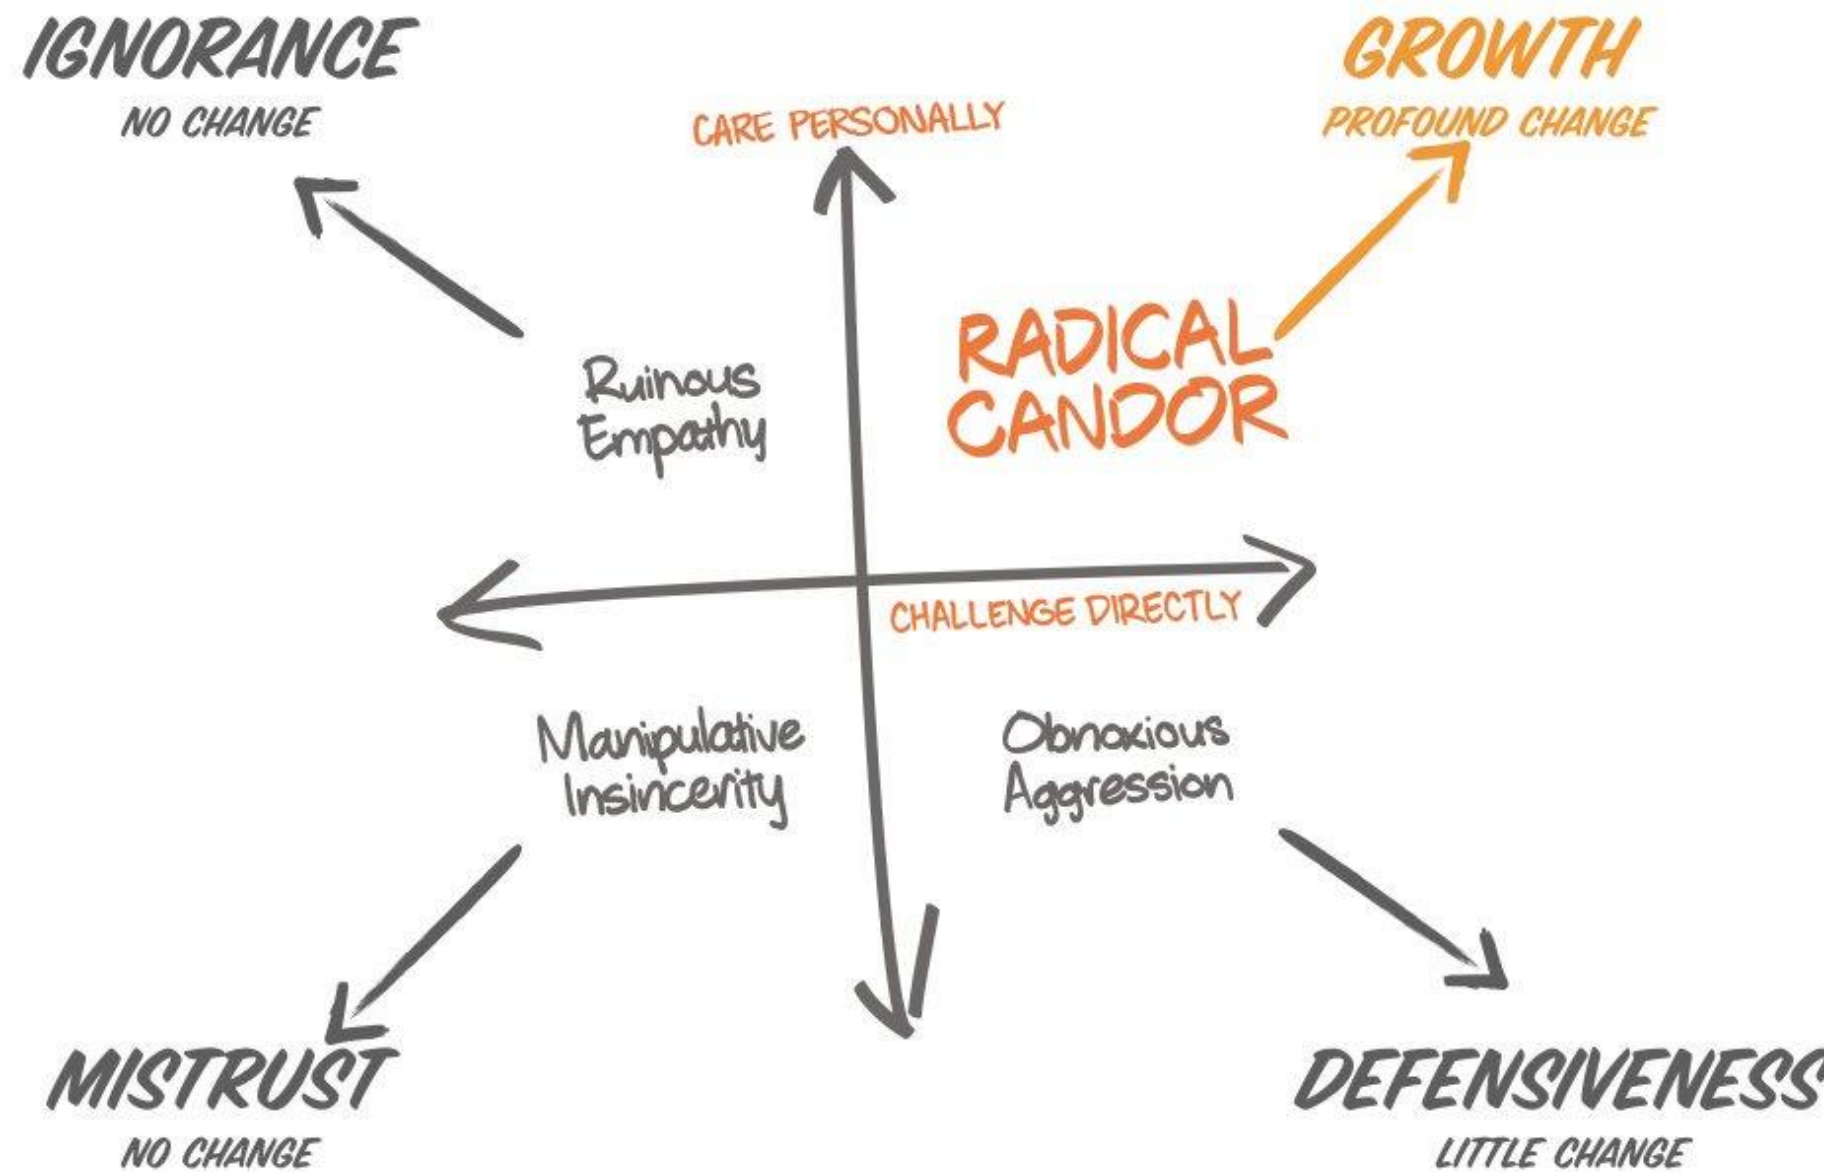 IGNORANCE
NO CHANGE
GROWTH
PROFOUND CHANGE
CARE PERSONALLY
Ruinous
Empathy
RADICAL
CANDOR
CHALLENGE DIRECTLY
Manipulative
Insincerity
Obnoxious
Aggression
MISTRUST
NO CHANGE
DEFENSIVENESS
LITTLE CHANGE